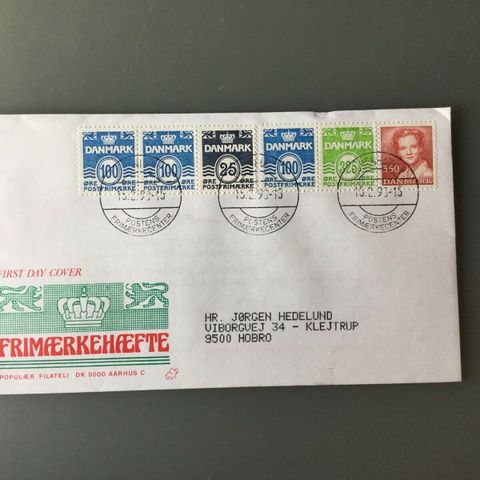 DANMARK
100
ØRE
POSTFRIMÆRKE
DANMARK
100
ØRE
POSTFRIMÆRKE
DANMARK
25
ØRE
POSTFRIMÆRKE
DANMARK
100
ØRE
POSTFRIMÆRKE
DANMARK
ØRE
POSTFRIMÆRKE
350
DANMARK
POSTENS
FRIMÆRKECENTER
POSTENS
FRIMÆRKECENTER
POSTENS
FRIMÆRKECENTER
FIRST DAY COVER
FRIMÆRKEHÆFTE
POPULÆR FILATELI DK 8000 AARHUS C
HR. JØRGEN HEDELUND
VIBORGVEJ 34 - KLEJTRUP
9500 HOBRO